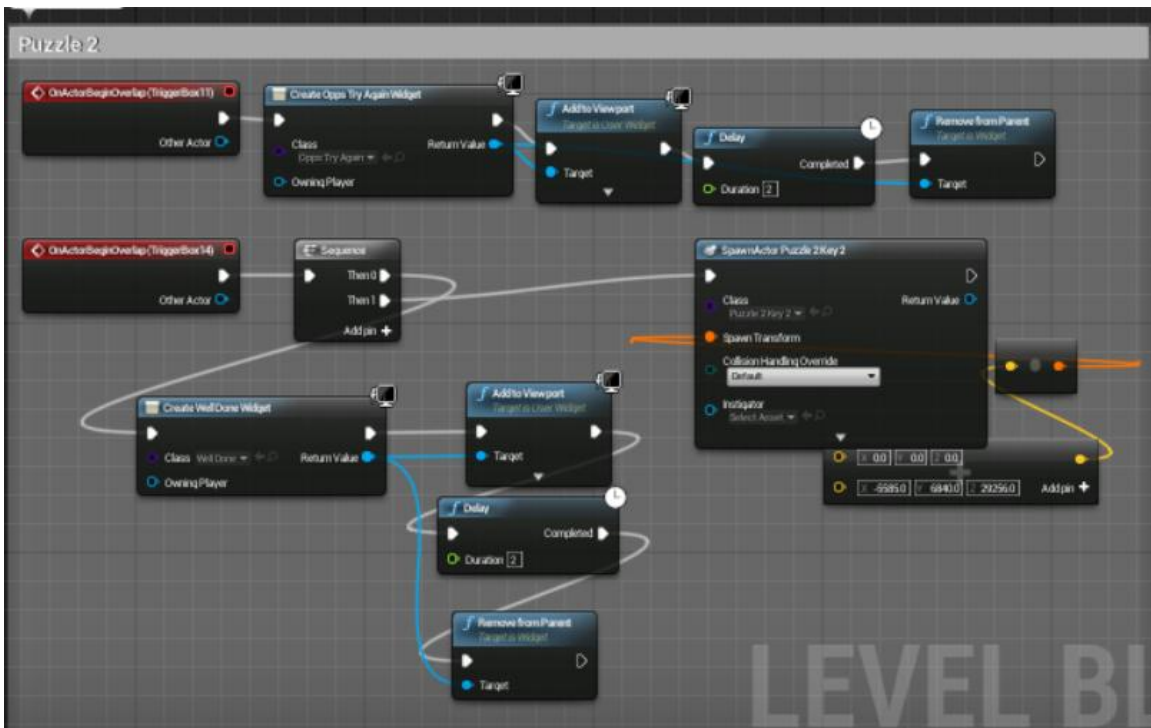 Puzzle 2
OnActorBeginOverlap (TriggerBox11)
Other Actor
Create Opps Try Again Widget
Class
Opps Try Again
Return Value
Owning Player
Add to Viewport
Target is User Widget
Target
Delay
Completed
Duration 2
Remove from Parent
Target is Widget
Target
OnActorBeginOverlap (TriggerBox14)
Other Actor
Sequence
Then 0
Then 1
Add pin +
SpawnActor Puzzle 2 Key 2
Class
Puzzle 2 Key 2
Return Value
Spawn Transform
Collision Handling Override
Default
Instigator
Select Asset
X 0.0 Y 0.0 Z 0.0
X -5585.0 Y 6840.0 Z 29256.0 Add pin +
Create Well Done Widget
Class Well Done Return Value
Owning Player
Add to Viewport
Target is User Widget
Target
Delay
Completed
Duration 2
Remove from Parent
Target is Widget
Target
LEVEL BL